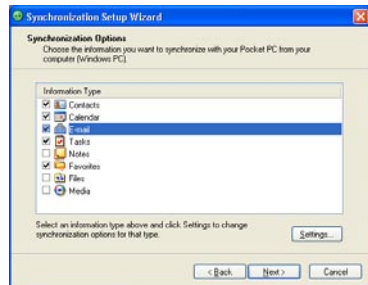 Synchronization Setup Wizard
Synchronization Options
Choose the information you want to synchronize with your Pocket PC from your
computer (Windows PC).
Information Type
Contacts
Calendar
E-mail
Tasks
Notes
Favorites
Files
Media
Select an information type above and click Settings to change
synchronization options for that type.
Settings...
< Back
Next >
Cancel